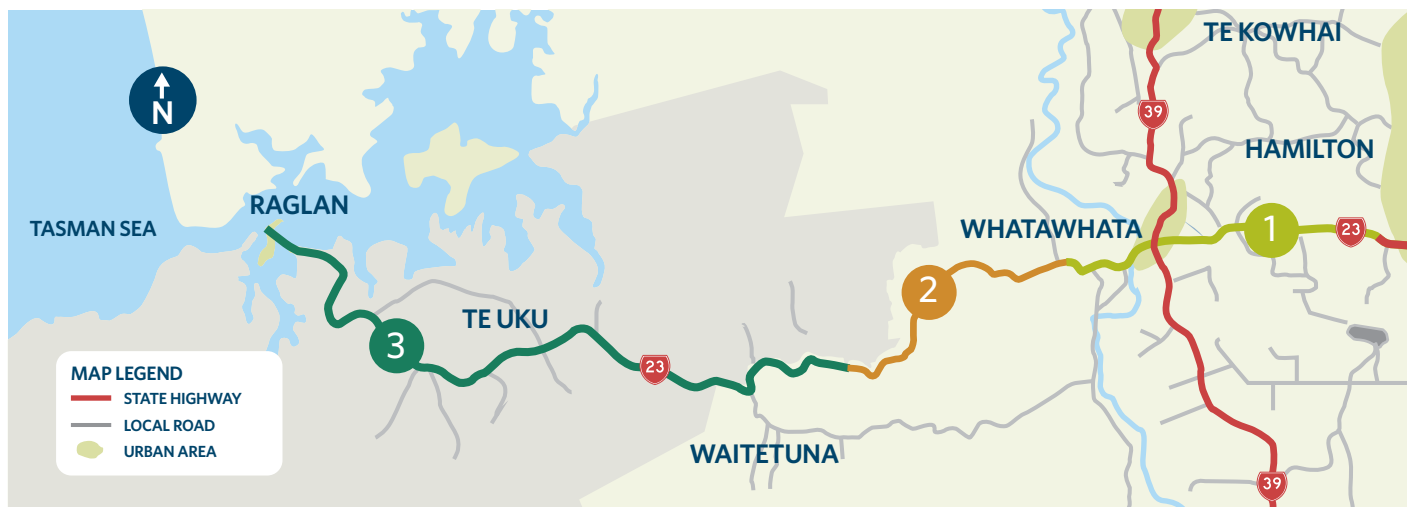 TE KOWHAI
N
39
HAMILTON
RAGLAN
TASMAN SEA
WHATAWHATA
1
23
2
TE UKU
3
23
MAP LEGEND
STATE HIGHWAY
LOCAL ROAD
URBAN AREA
WAITETUNA
39